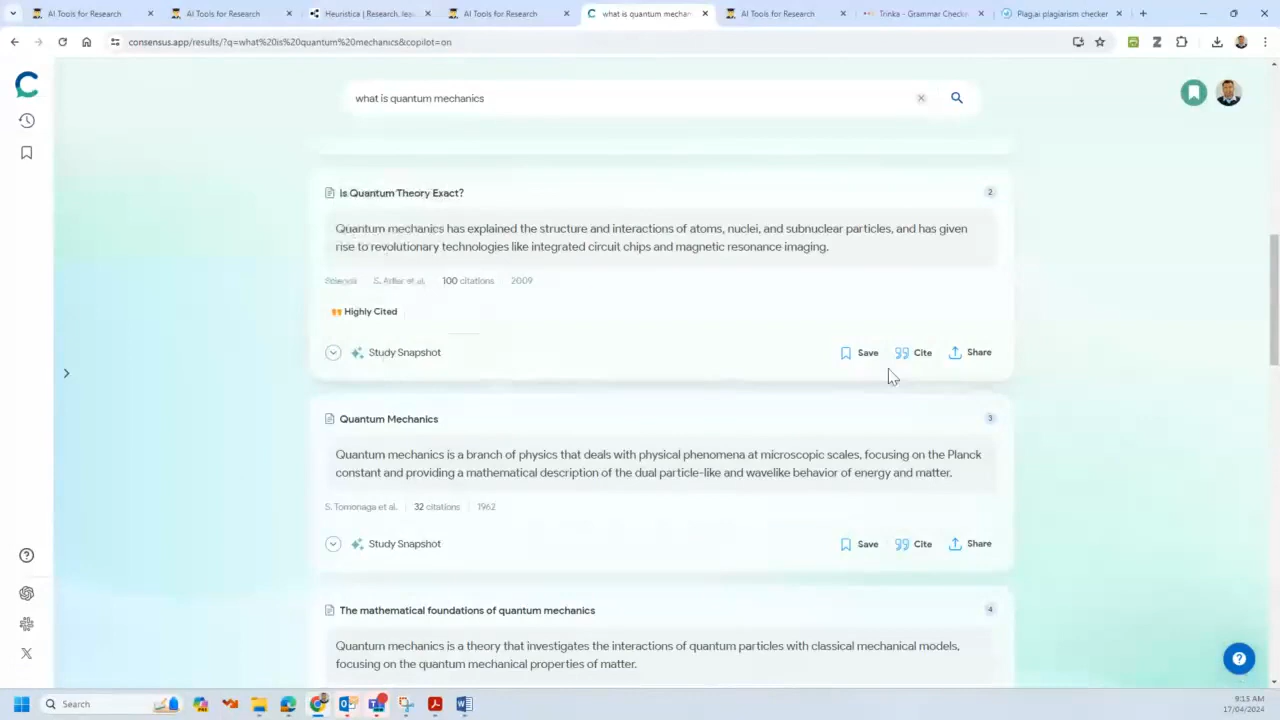 AI Tools for Research
AI Tools for Research
Heuristica | Research, lear
AI Tools for Research
what is quantum mechan
AI Tools for Research
Trinka - Grammar Checke
Plag.ai plagiarism checker
consensus.app/results/?q=what%20is%20quantum%20mechanics&copilot=on
what is quantum mechanics
Is Quantum Theory Exact?
2
Quantum mechanics has explained the structure and interactions of atoms, nuclei, and subnuclear particles, and has given
rise to revolutionary technologies like integrated circuit chips and magnetic resonance imaging.
100 citations
2009
Highly Cited
Study Snapshot
Save
Cite
Share
Quantum Mechanics
3
Quantum mechanics is a branch of physics that deals with physical phenomena at microscopic scales, focusing on the Planck
constant and providing a mathematical description of the dual particle-like and wavelike behavior of energy and matter.
S. Tomonaga et al.
32 citations
1962
Study Snapshot
Save
Cite
Share
The mathematical foundations of quantum mechanics
4
Quantum mechanics is a theory that investigates the interactions of quantum particles with classical mechanical models,
focusing on the quantum mechanical properties of matter.
Search
9:15 AM
17/04/2024